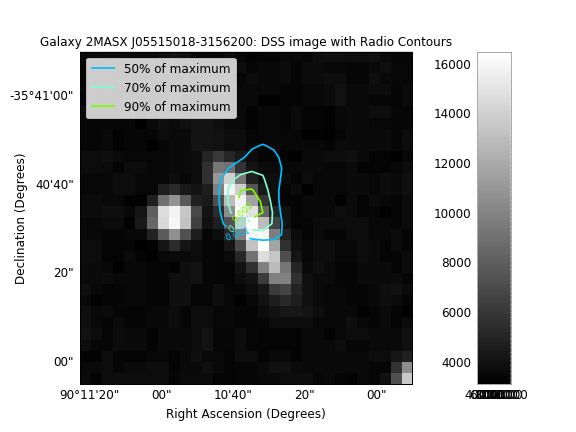 Galaxy 2MASX J05515018-3156200: DSS image with Radio Contours
50% of maximum
70% of maximum
90% of maximum
-35°41'00"
40'40"
20"
00"
Declination (Degrees)
90°11'20"
00"
10'40"
20"
00"
Right Ascension (Degrees)
16000
14000
12000
10000
8000
6000
4000